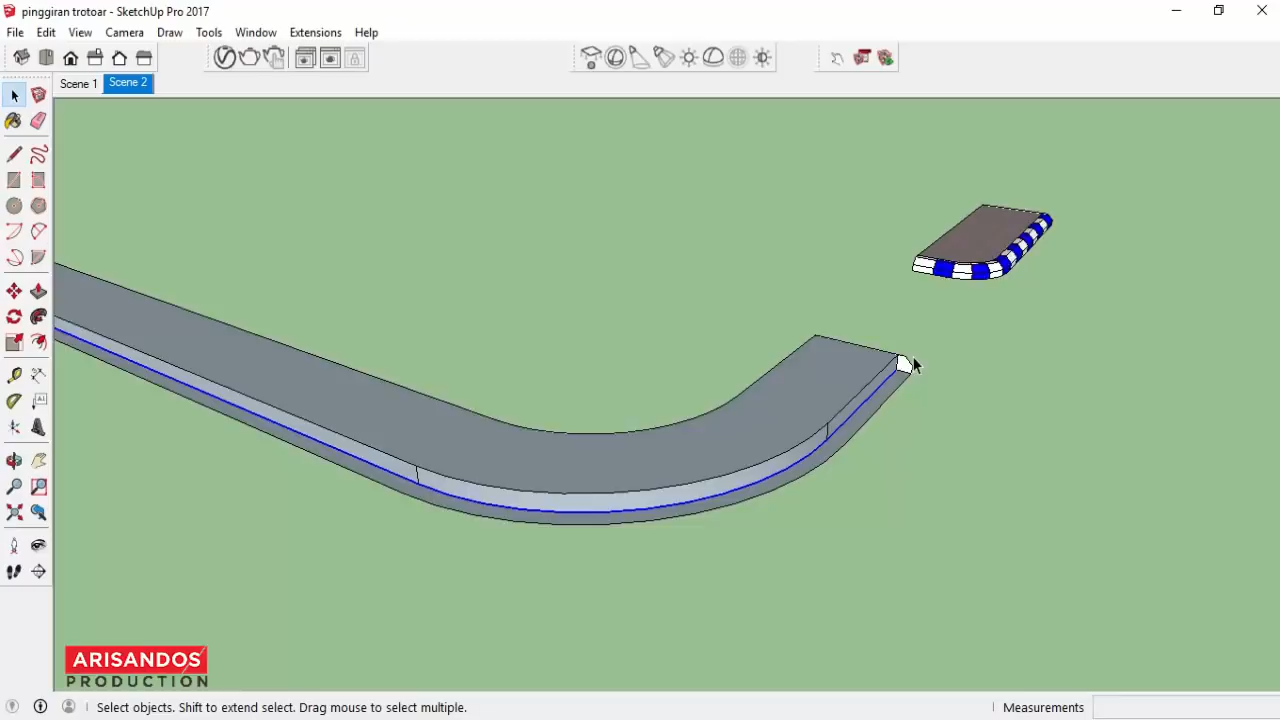 pinggiran trotoar - SketchUp Pro 2017
File Edit View Camera Draw Tools Window Extensions Help
Scene 1 Scene 2
ARISANDOS
PRODUCTION
Select objects. Shift to extend select. Drag mouse to select multiple. Measurements